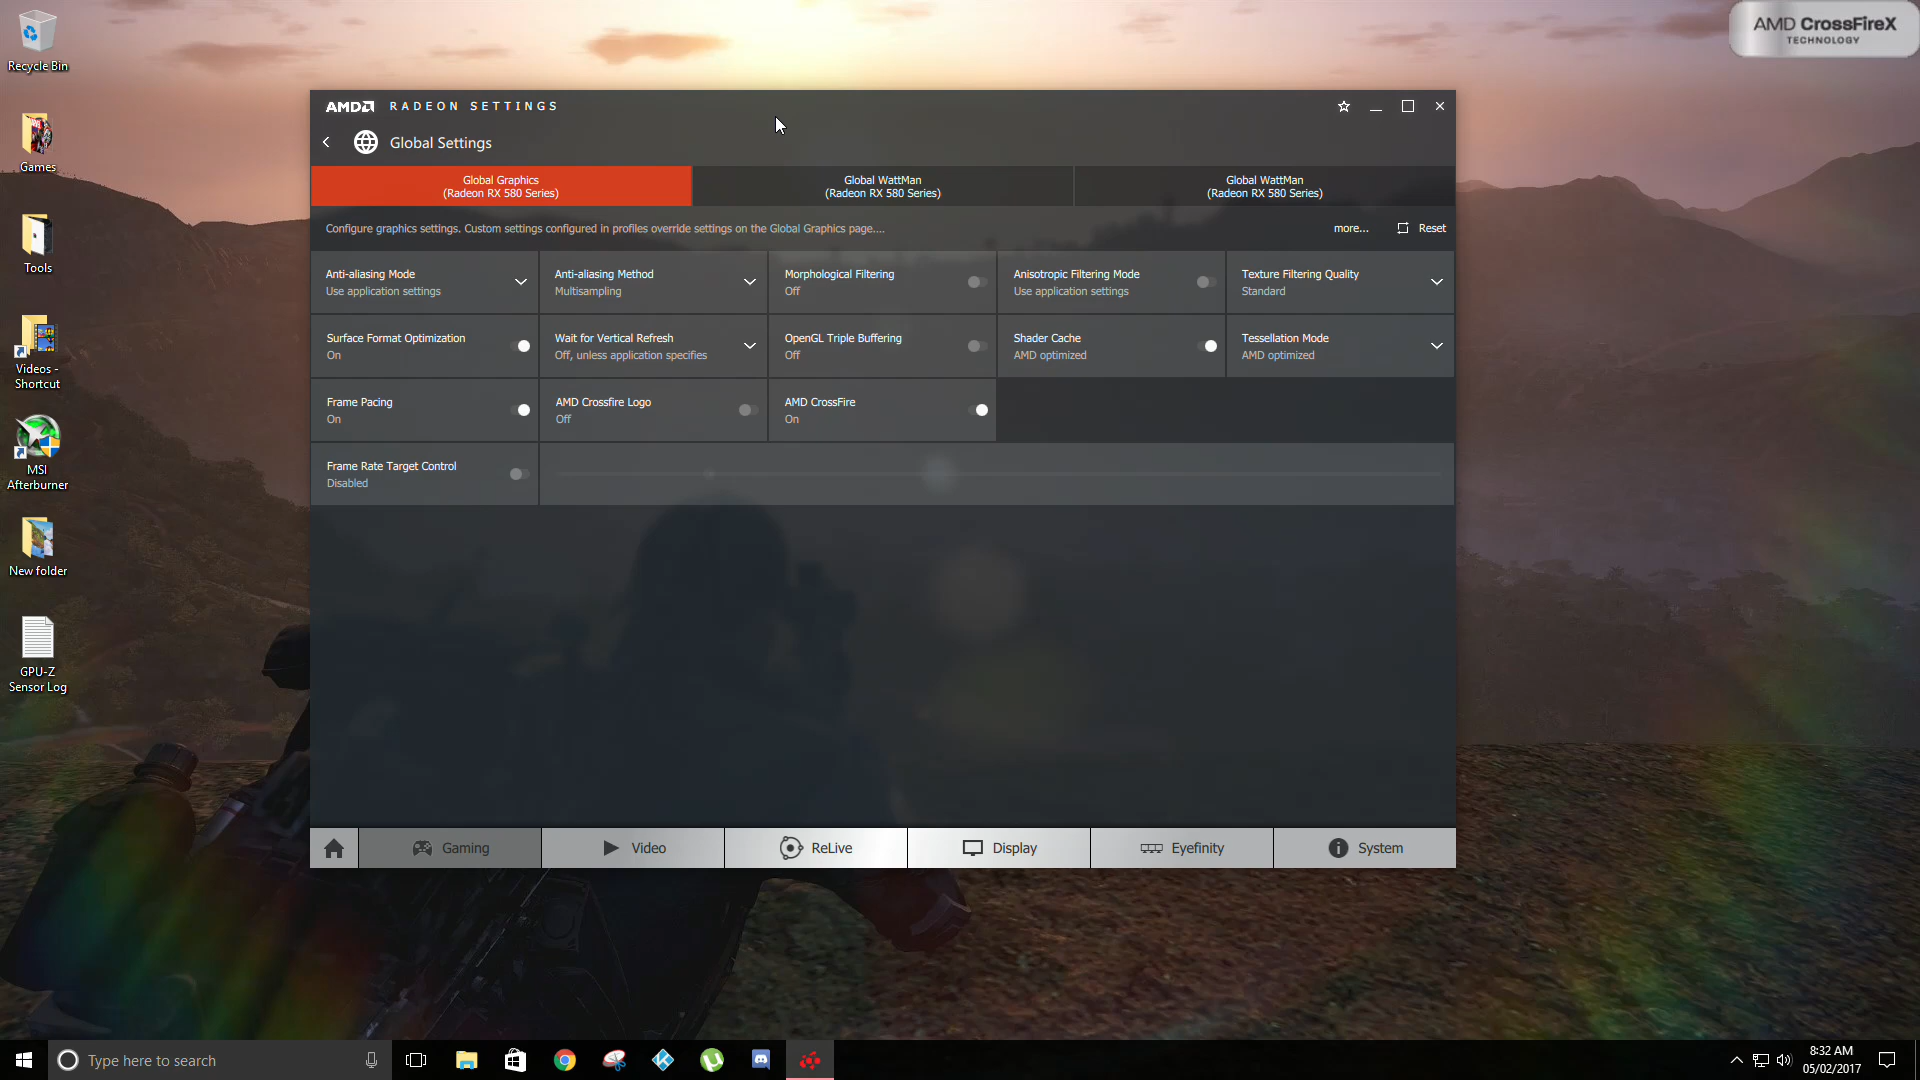 AMD CrossFireX
TECHNOLOGY
Recycle Bin
Games
Tools
Videos -
Shortcut
MSI
Afterburner
New folder
GPU-Z
Sensor Log
AMD RADEON SETTINGS
Global Settings
Global Graphics
(Radeon RX 580 Series)
Global WattMan
(Radeon RX 580 Series)
Global WattMan
(Radeon RX 580 Series)
Configure graphics settings. Custom settings configured in profiles override settings on the Global Graphics page....
more...
Reset
Anti-aliasing Mode
Use application settings
Anti-aliasing Method
Multisampling
Morphological Filtering
Off
Anisotropic Filtering Mode
Use application settings
Texture Filtering Quality
Standard
Surface Format Optimization
On
Wait for Vertical Refresh
Off, unless application specifies
OpenGL Triple Buffering
Off
Shader Cache
AMD optimized
Tessellation Mode
AMD optimized
Frame Pacing
On
AMD Crossfire Logo
Off
AMD CrossFire
On
Frame Rate Target Control
Disabled
Gaming
Video
ReLive
Display
Eyefinity
System
Type here to search
8:32 AM
05/02/2017